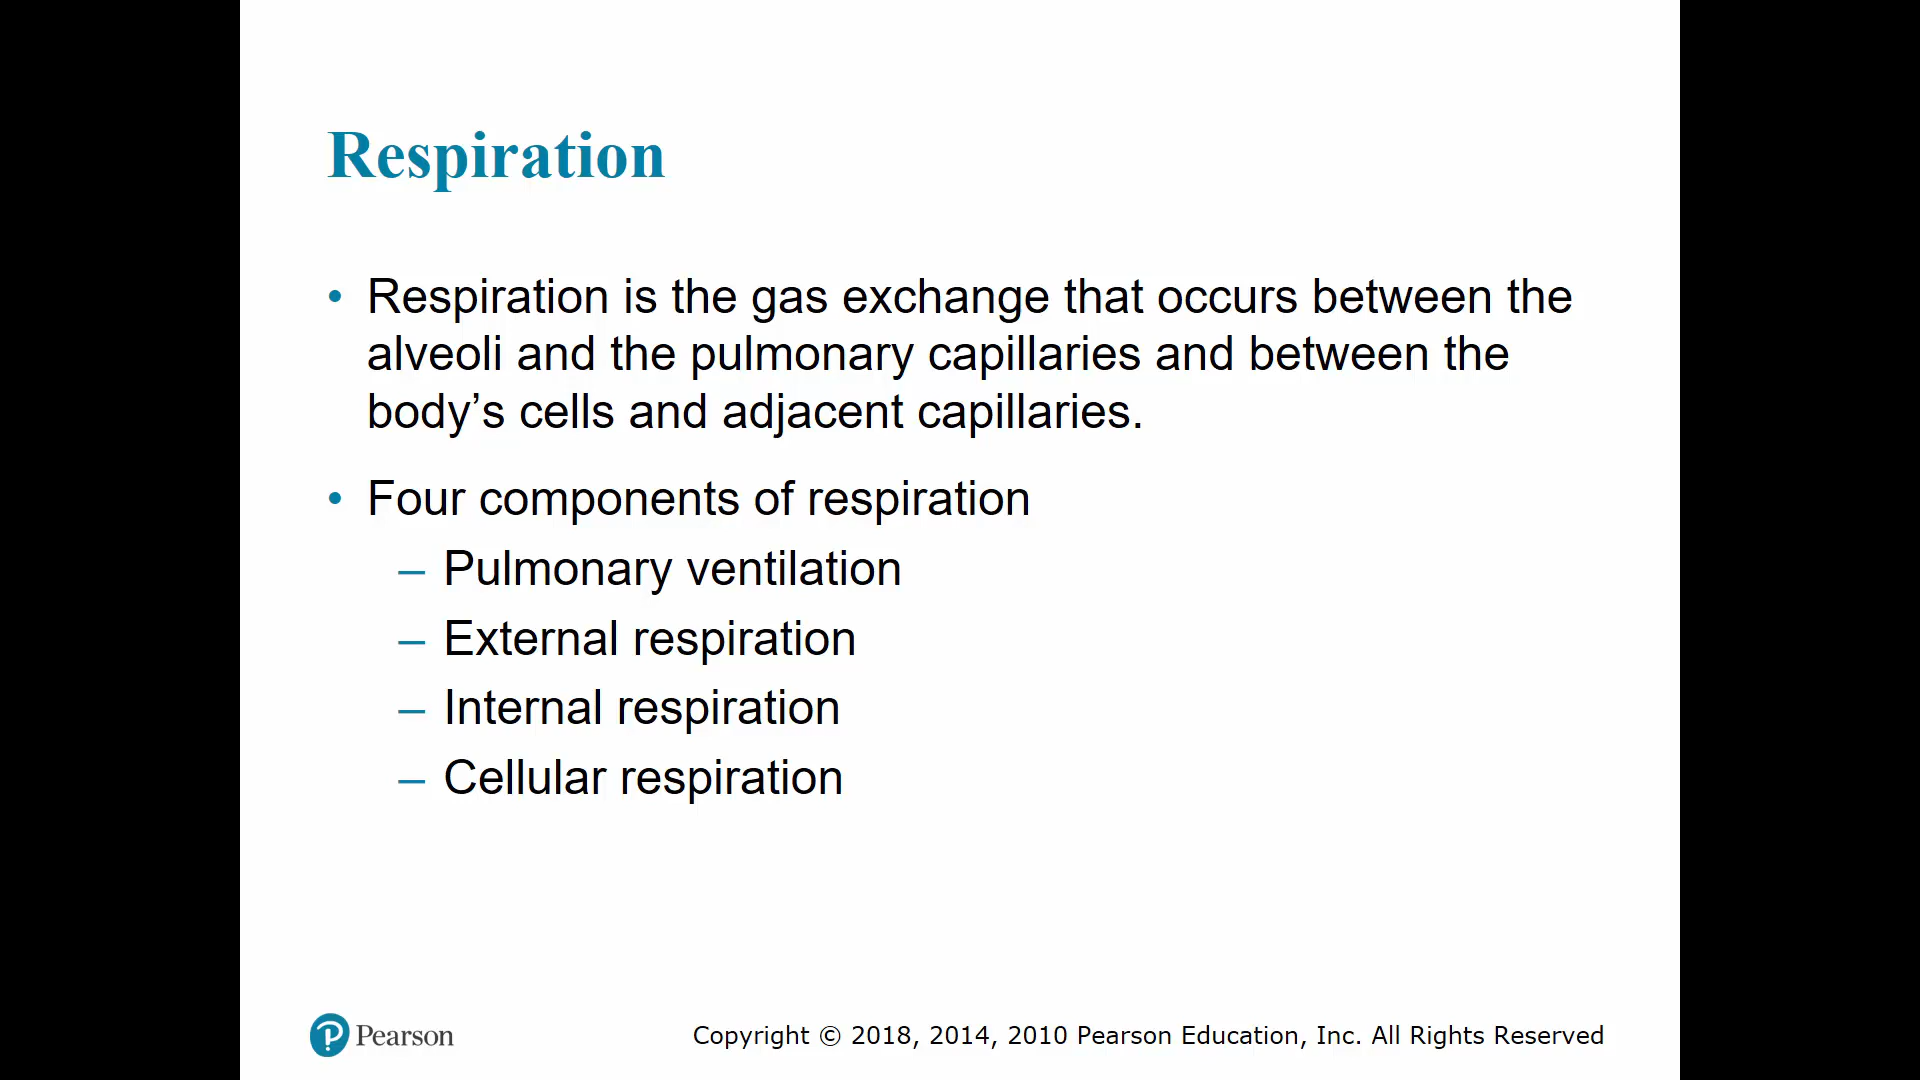 Respiration
• Respiration is the gas exchange that occurs between the
alveoli and the pulmonary capillaries and between the
body’s cells and adjacent capillaries.
• Four components of respiration
– Pulmonary ventilation
– External respiration
– Internal respiration
– Cellular respiration
Pearson
Copyright © 2018, 2014, 2010 Pearson Education, Inc. All Rights Reserved